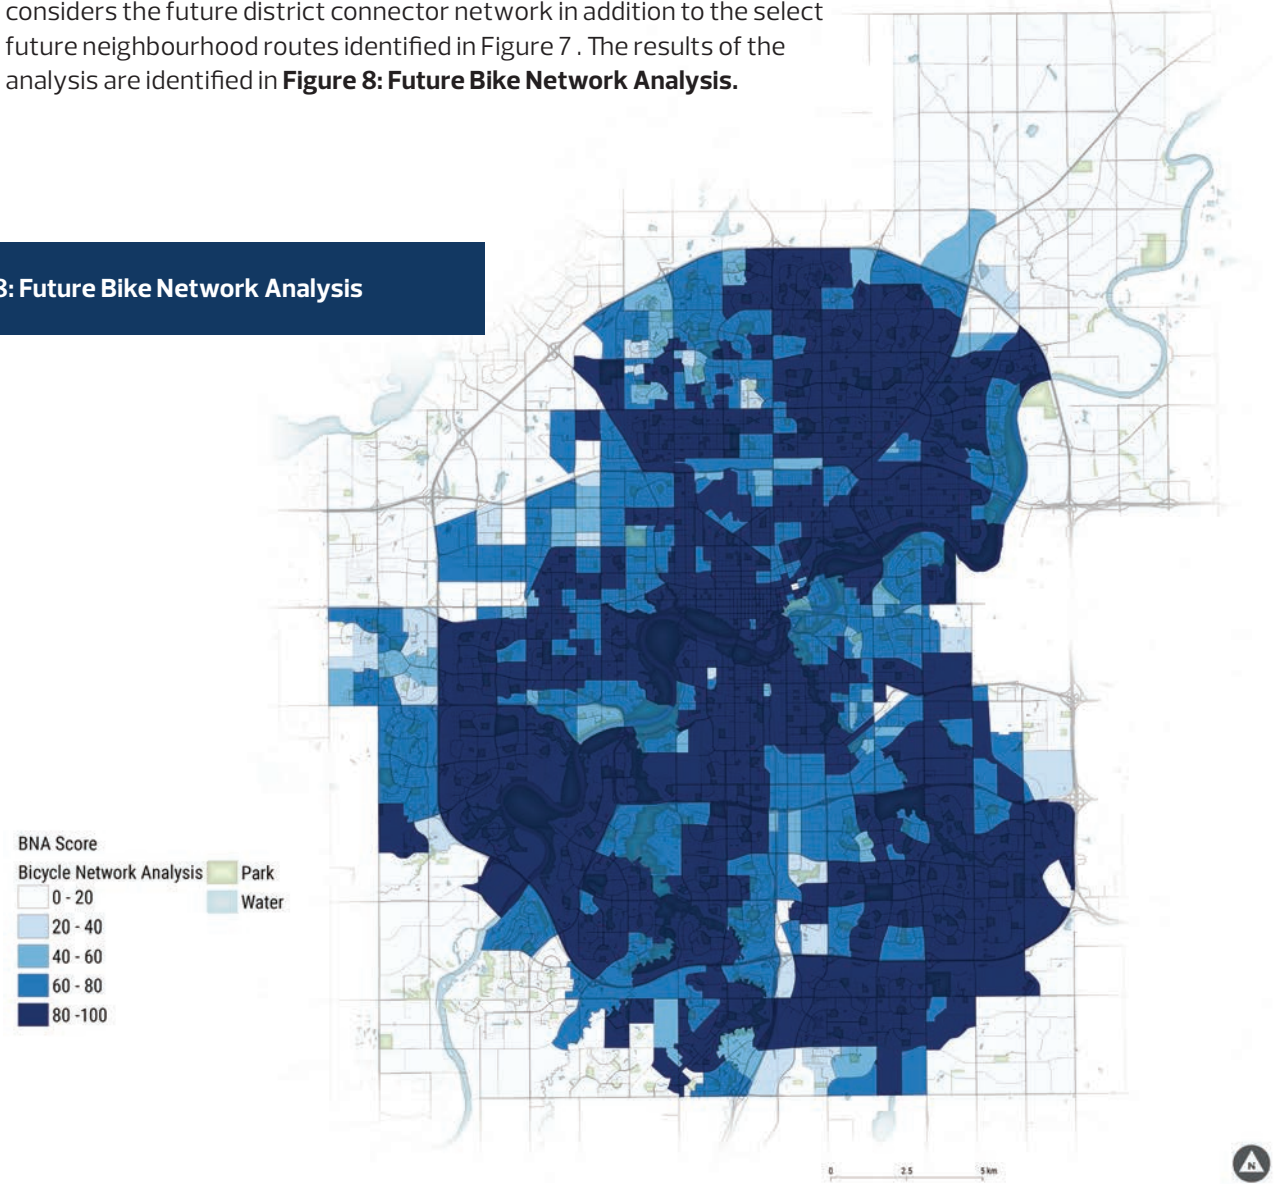 considers the future district connector network in addition to the select
future neighbourhood routes identified in Figure 7 . The results of the
analysis are identified in Figure 8: Future Bike Network Analysis.
8: Future Bike Network Analysis
BNA Score
Bicycle Network Analysis
0 - 20
20 - 40
40 - 60
60 - 80
80 -100
Park
Water
0 2.5 5 km
N